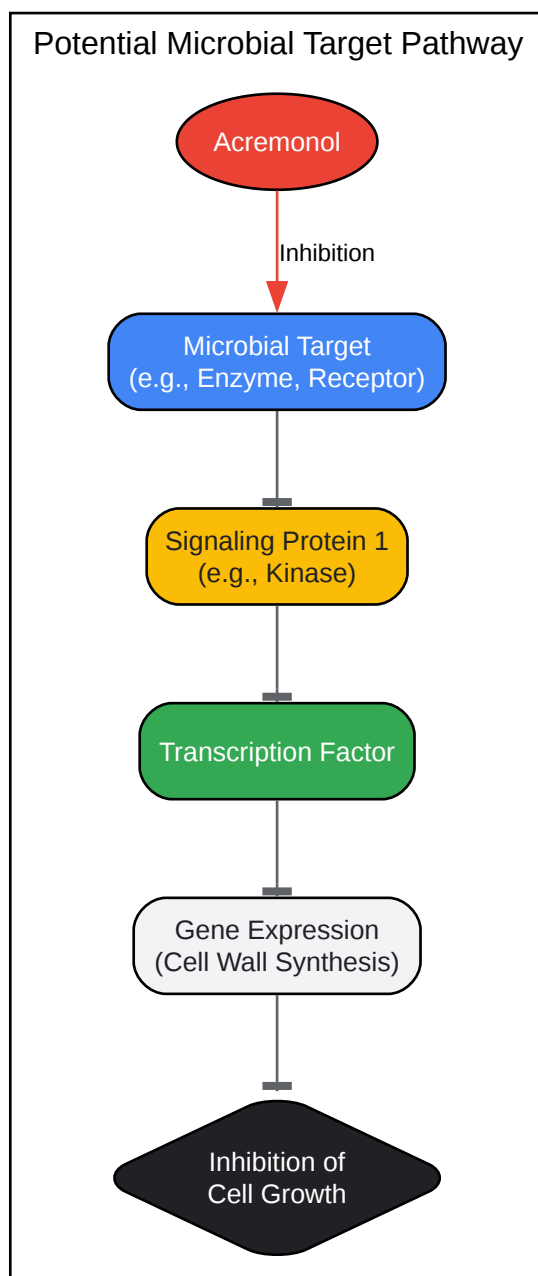 Potential Microbial Target Pathway
Acremonol
Inhibition
Microbial Target
(e.g., Enzyme, Receptor)
Signaling Protein 1
(e.g., Kinase)
Transcription Factor
Gene Expression
(Cell Wall Synthesis)
Inhibition of
Cell Growth